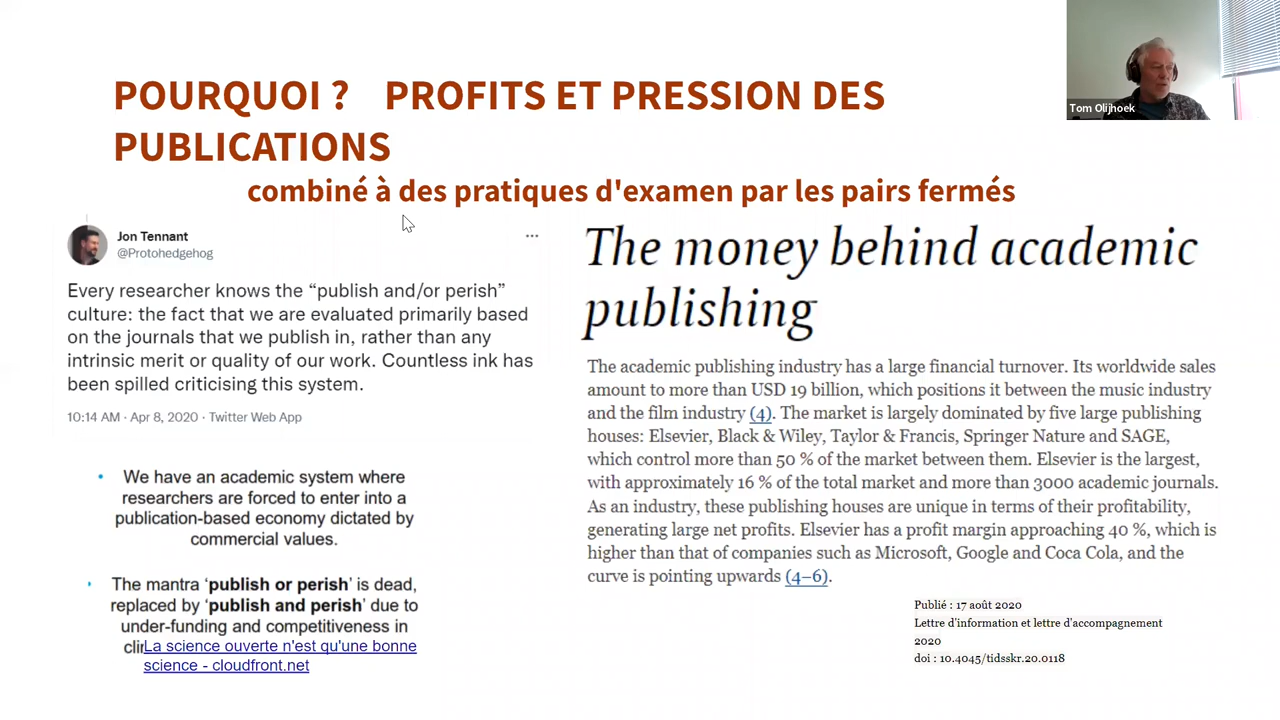 POURQUOI ? PROFITS ET PRESSION DES
PUBLICATIONS
combiné à des pratiques d'examen par les pairs fermés
Tom Olijhoek
Jon Tennant
@Protohedgehog
Every researcher knows the “publish and/or perish”
culture: the fact that we are evaluated primarily based
on the journals that we publish in, rather than any
intrinsic merit or quality of our work. Countless ink has
been spilled criticising this system.
10:14 AM · Apr 8, 2020 · Twitter Web App
• We have an academic system where
researchers are forced to enter into a
publication-based economy dictated by
commercial values.
• The mantra ‘publish or perish’ is dead,
replaced by ‘publish and perish’ due to
under-funding and competitiveness in
La science ouverte n'est qu'une bonne
science - cloudfront.net
The money behind academic
publishing
The academic publishing industry has a large financial turnover. Its worldwide sales
amount to more than USD 19 billion, which positions it between the music industry
and the film industry (4). The market is largely dominated by five large publishing
houses: Elsevier, Black & Wiley, Taylor & Francis, Springer Nature and SAGE,
which control more than 50 % of the market between them. Elsevier is the largest,
with approximately 16 % of the total market and more than 3000 academic journals.
As an industry, these publishing houses are unique in terms of their profitability,
generating large net profits. Elsevier has a profit margin approaching 40 %, which is
higher than that of companies such as Microsoft, Google and Coca Cola, and the
curve is pointing upwards (4–6).
Publié : 17 août 2020
Lettre d'information et lettre d'accompagnement
2020
doi : 10.4045/tidsskr.20.0118